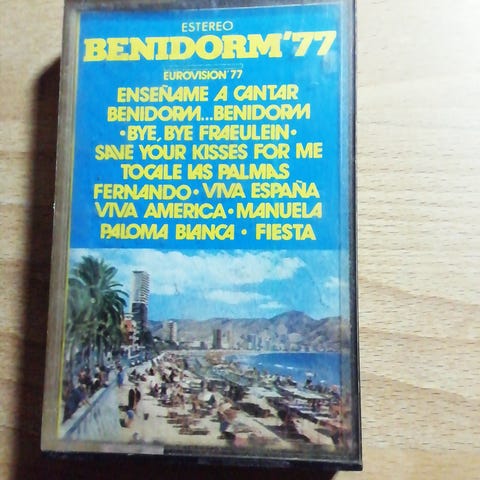 ESTEREO
BENIDORM'77
EUROVISION'77
ENSEÑAME A CANTAR
BENIDORM...BENIDORM
•BYE, BYE FRAEULEIN•
SAVE YOUR KISSES FOR ME
TOCALE LAS PALMAS
FERNANDO • VIVA ESPAÑA
VIVA AMERICA • MANUELA
PALOMA BLANCA • FIESTA